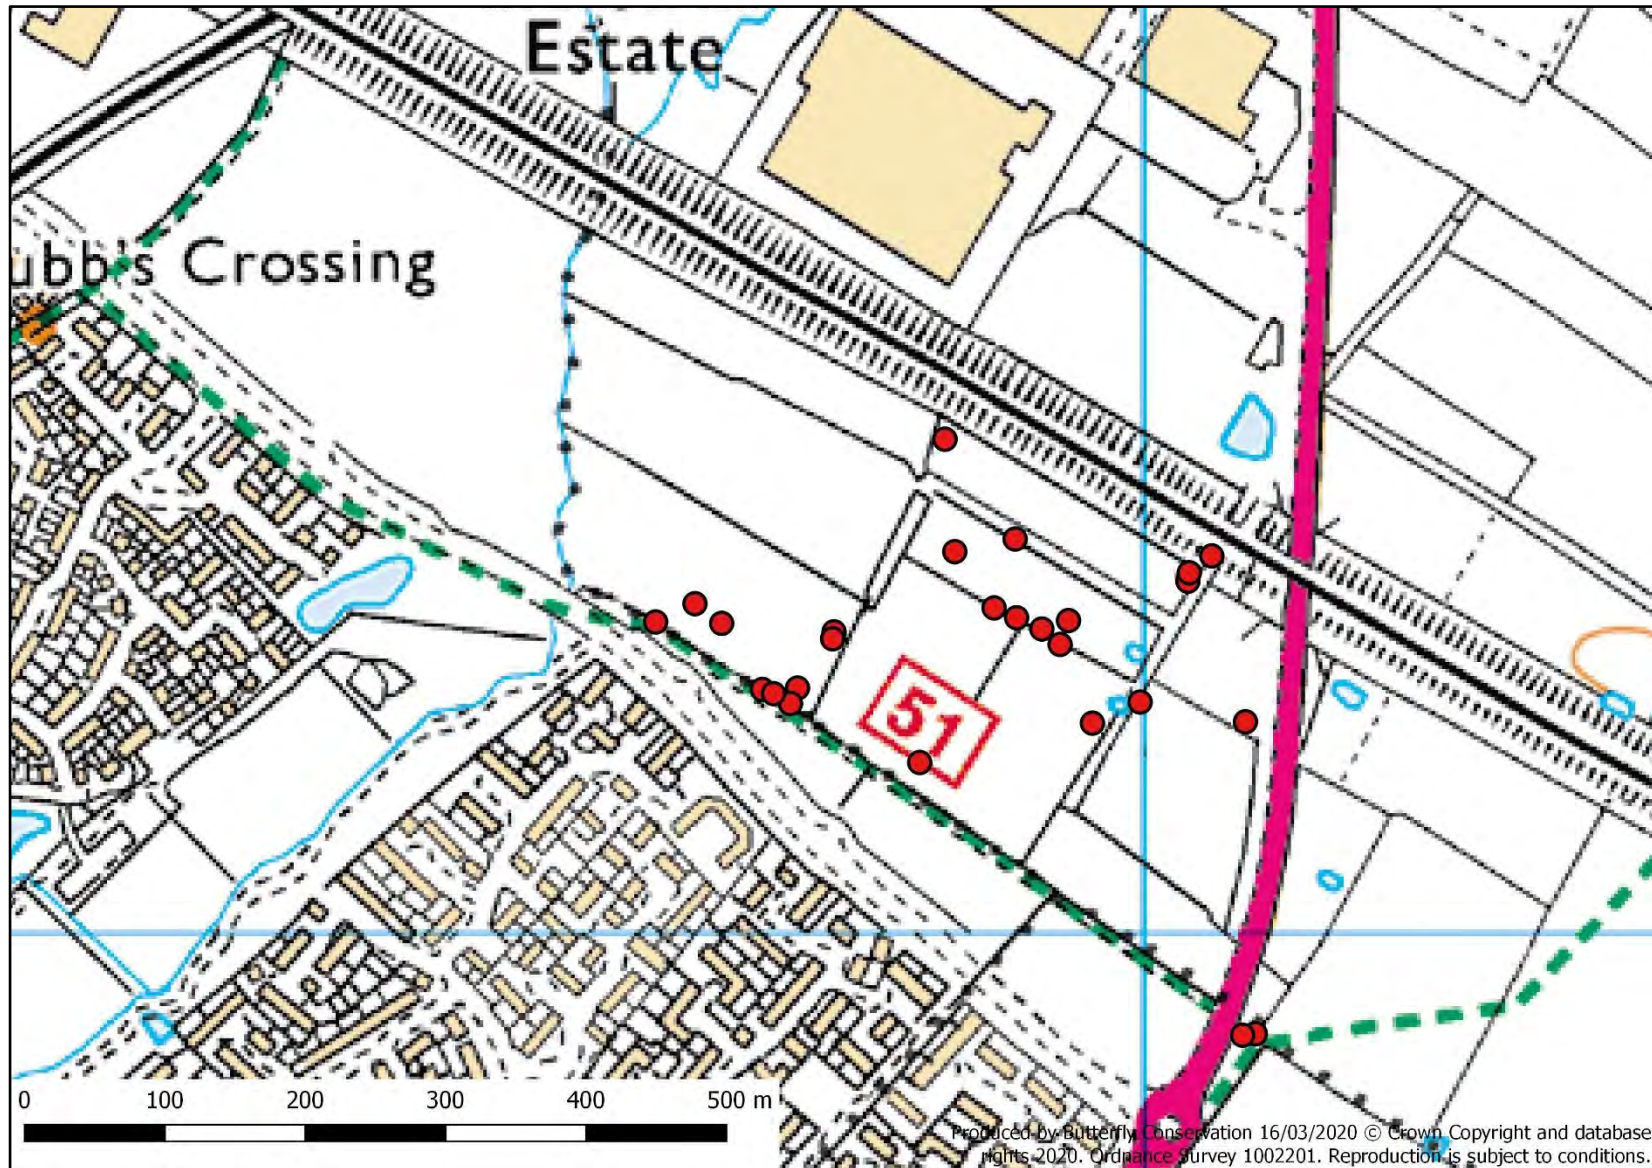 Estate
ubb's Crossing
51
0 100 200 300 400 500 m
Produced by Butterfly Conservation 16/03/2020 © Crown Copyright and database
rights 2020. Ordnance Survey 1002201. Reproduction is subject to conditions.